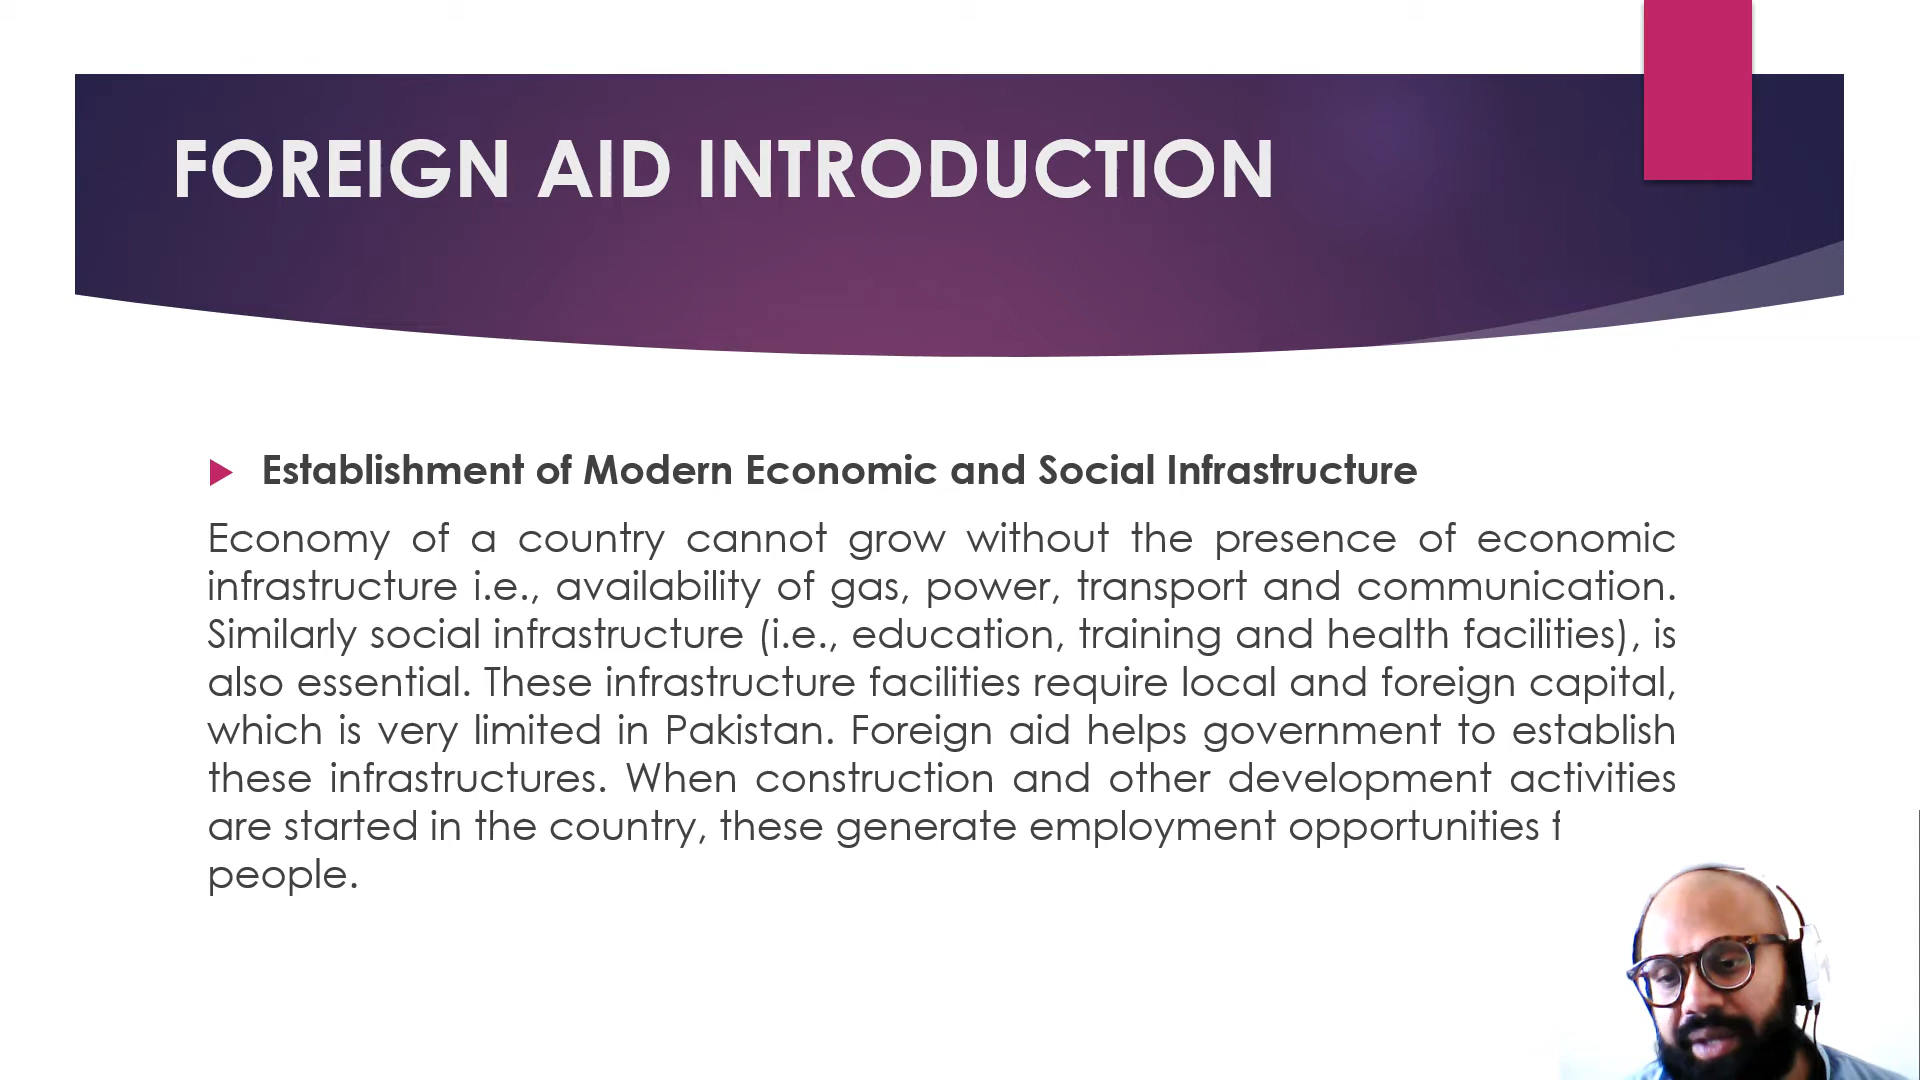 FOREIGN AID INTRODUCTION
Establishment of Modern Economic and Social Infrastructure
Economy of a country cannot grow without the presence of economic
infrastructure i.e., availability of gas, power, transport and communication.
Similarly social infrastructure (i.e., education, training and health facilities), is
also essential. These infrastructure facilities require local and foreign capital,
which is very limited in Pakistan. Foreign aid helps government to establish
these infrastructures. When construction and other development activities
are started in the country, these generate employment opportunities f
people.